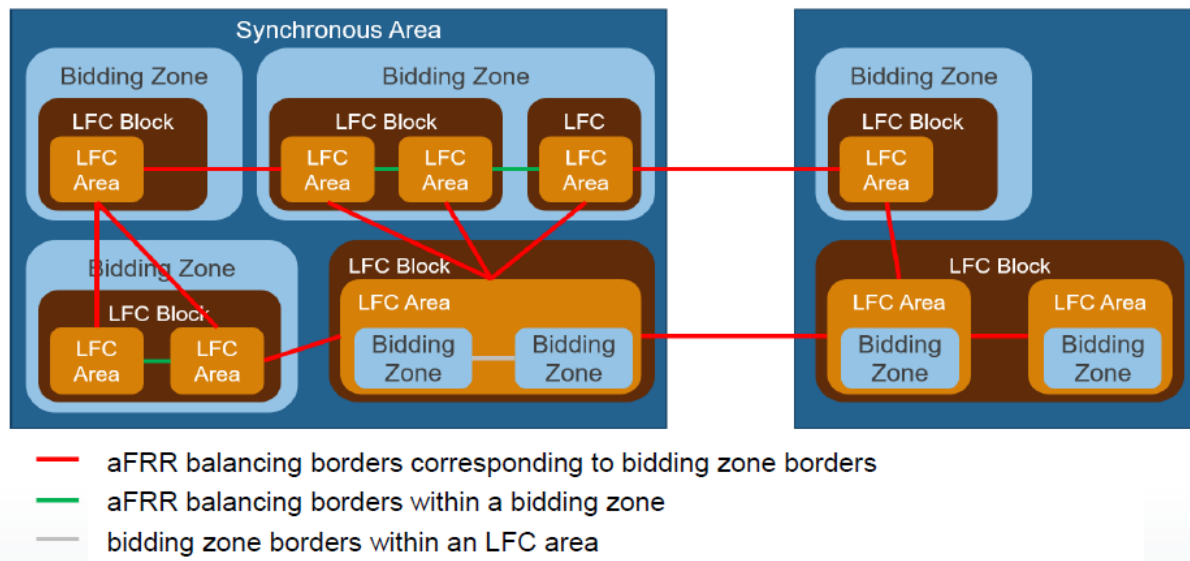 Synchronous Area
Bidding Zone
LFC Block
LFC
Area
Bidding Zone
LFC Block
LFC
Area
LFC
Area
LFC
LFC
Area
Bidding Zone
LFC Block
LFC
Area
Bidding Zone
LFC Block
LFC
Area
LFC
Area
LFC Block
LFC Area
Bidding
Zone
Bidding
Zone
LFC Block
LFC Area
Bidding
Zone
LFC Area
Bidding
Zone
aFRR balancing borders corresponding to bidding zone borders
aFRR balancing borders within a bidding zone
bidding zone borders within an LFC area